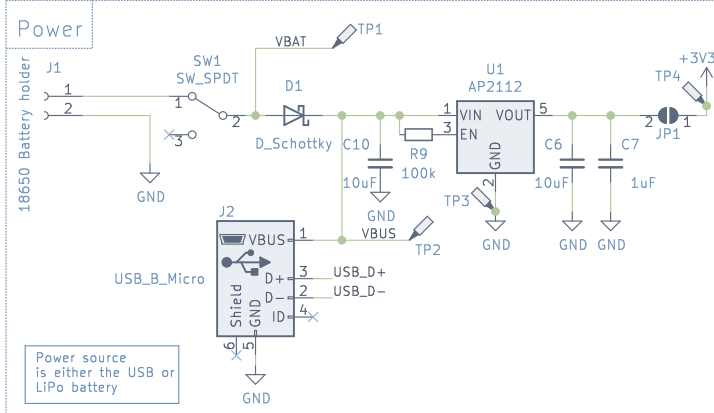 Power
J1
18650 Battery holder
1
2
GND
SW1
SW_SPDT
1
2
3
VBAT
TP1
D1
D_Schottky
C10
10uF
GND
R9
100k
U1
AP2112
1
VIN
VOUT
5
3
EN
GND
2
TP3
GND
C6
10uF
GND
C7
1uF
GND
2
JP1
1
TP4
+3V3
J2
USB_B_Micro
VBUS
1
VBUS
TP2
D+
3
USB_D+
D-
2
USB_D-
ID
4
Shield
GND
6
5
GND
Power source
is either the USB or
LiPo battery